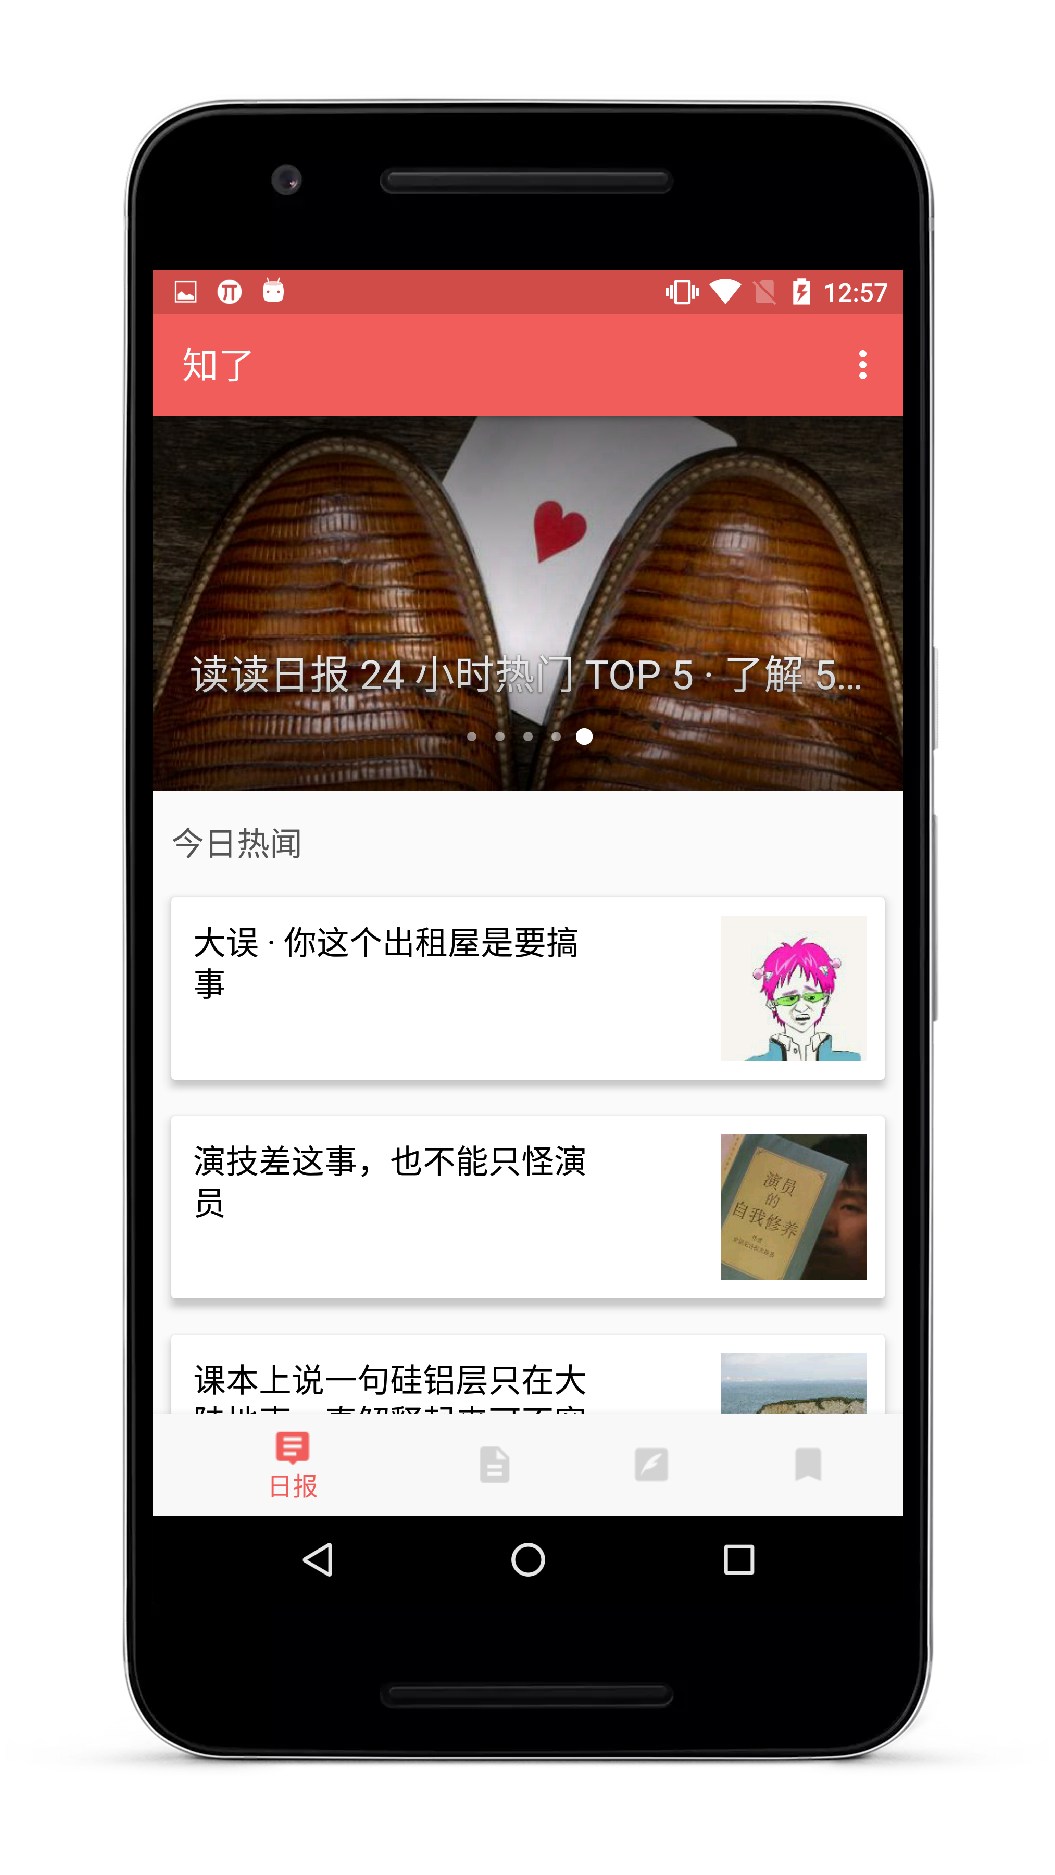 12:57
知了
读读日报 24 小时热门 TOP 5 · 了解 5...
今日热闻
大误 · 你这个出租屋是要搞
事
演技差这事，也不能只怪演
员
演员
的
自我修养
课本上说一句硅铝层只在大
日报